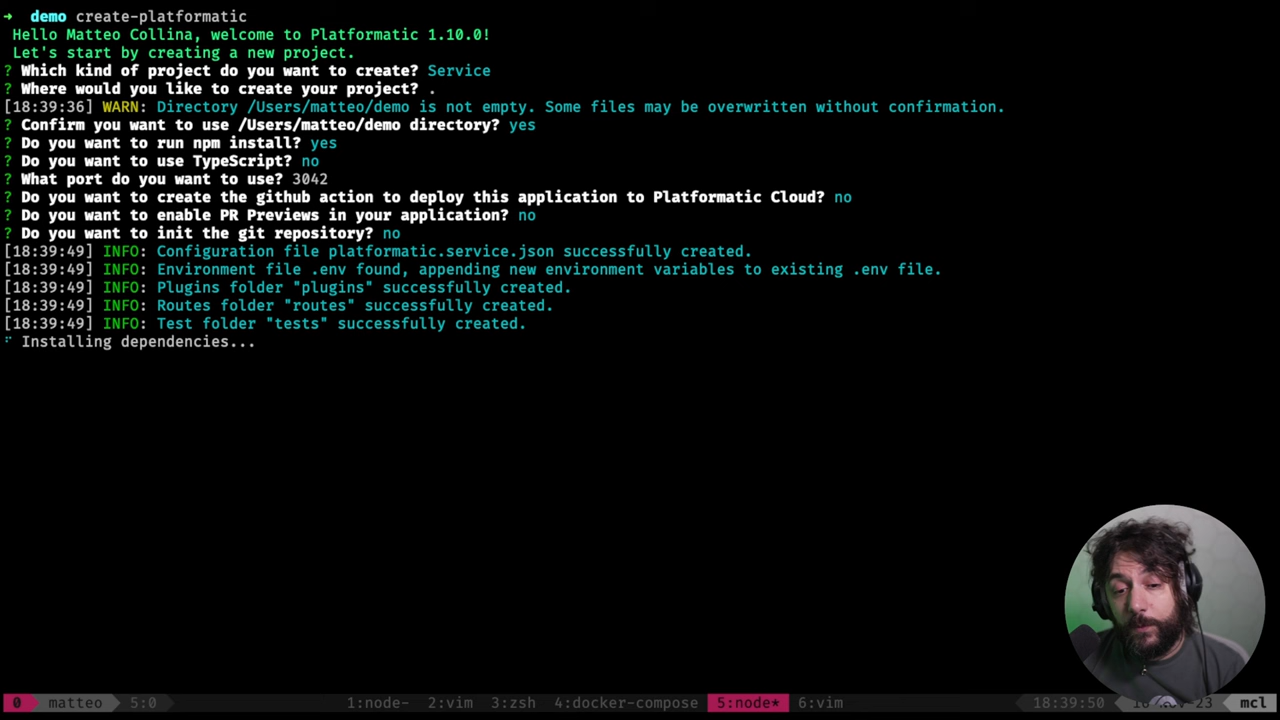 ➜ demo create-platformatic
Hello Matteo Collina, welcome to Platformatic 1.10.0!
Let's start by creating a new project.
? Which kind of project do you want to create? Service
? Where would you like to create your project? .
[18:39:36] WARN: Directory /Users/matteo/demo is not empty. Some files may be overwritten without confirmation.
? Confirm you want to use /Users/matteo/demo directory? yes
? Do you want to run npm install? yes
? Do you want to use TypeScript? no
? What port do you want to use? 3042
? Do you want to create the github action to deploy this application to Platformatic Cloud? no
? Do you want to enable PR Previews in your application? no
? Do you want to init the git repository? no
[18:39:49] INFO: Configuration file platformatic.service.json successfully created.
[18:39:49] INFO: Environment file .env found, appending new environment variables to existing .env file.
[18:39:49] INFO: Plugins folder "plugins" successfully created.
[18:39:49] INFO: Routes folder "routes" successfully created.
[18:39:49] INFO: Test folder "tests" successfully created.
Installing dependencies...
0 matteo 5:0 1:node- 2:vim 3:zsh 4:docker-compose 5:node* 6:vim 18:39:50 mcl